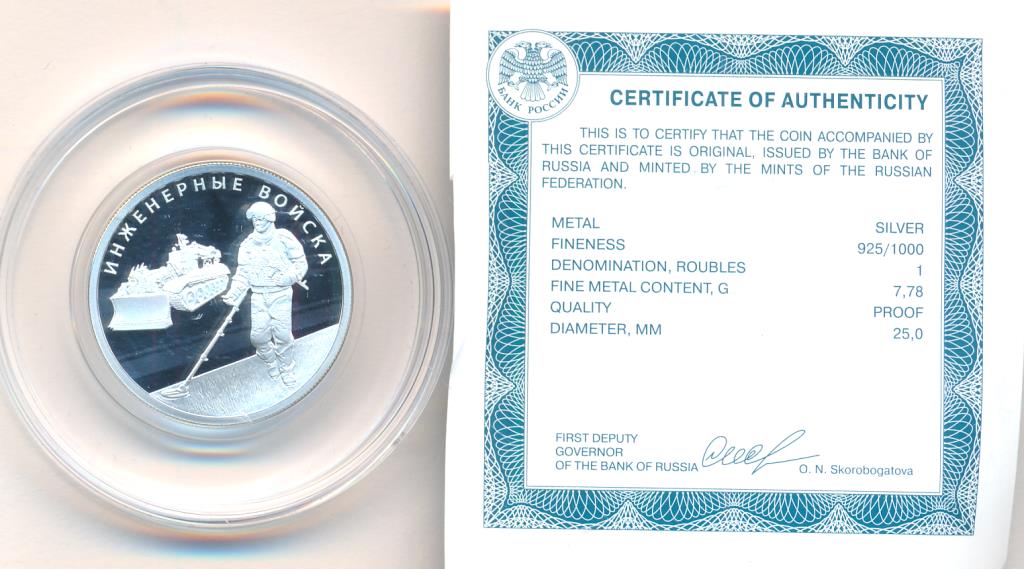 ИНЖЕНЕРНЫЕ ВОЙСКА
БАНК РОССИИ
CERTIFICATE OF AUTHENTICITY
THIS IS TO CERTIFY THAT THE COIN ACCOMPANIED BY
THIS CERTIFICATE IS ORIGINAL, ISSUED BY THE BANK OF
RUSSIA AND MINTED BY THE MINTS OF THE RUSSIAN
FEDERATION.
METAL SILVER
FINENESS 925/1000
DENOMINATION, ROUBLES 1
FINE METAL CONTENT, G 7,78
QUALITY PROOF
DIAMETER, MM 25,0
FIRST DEPUTY
GOVERNOR
OF THE BANK OF RUSSIA O. N. Skorobogatova